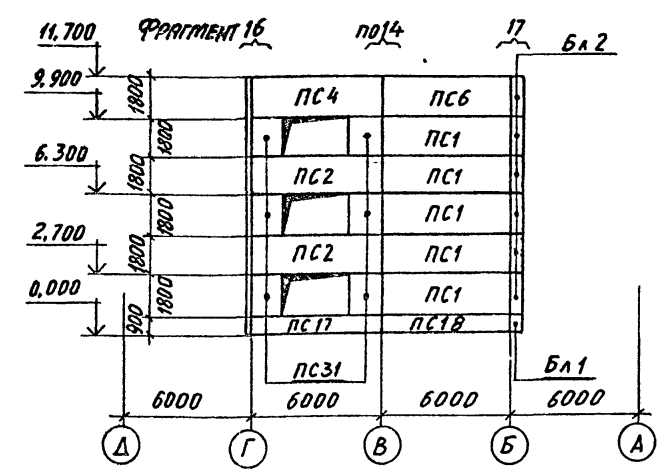 11,700 ФРАГМЕНТ 16 по 14 17
Бл 2
9.900
1800 ПС4 ПС6
1800 ПС1
6.300
1800 ПС2 ПС1
1800 ПС1
2,700
1800 ПС2 ПС1
0,000
1800 ПС1
900 ПС17 ПС18
ПС31 Бл 1
6000 6000 6000 6000
Д Г В Б А